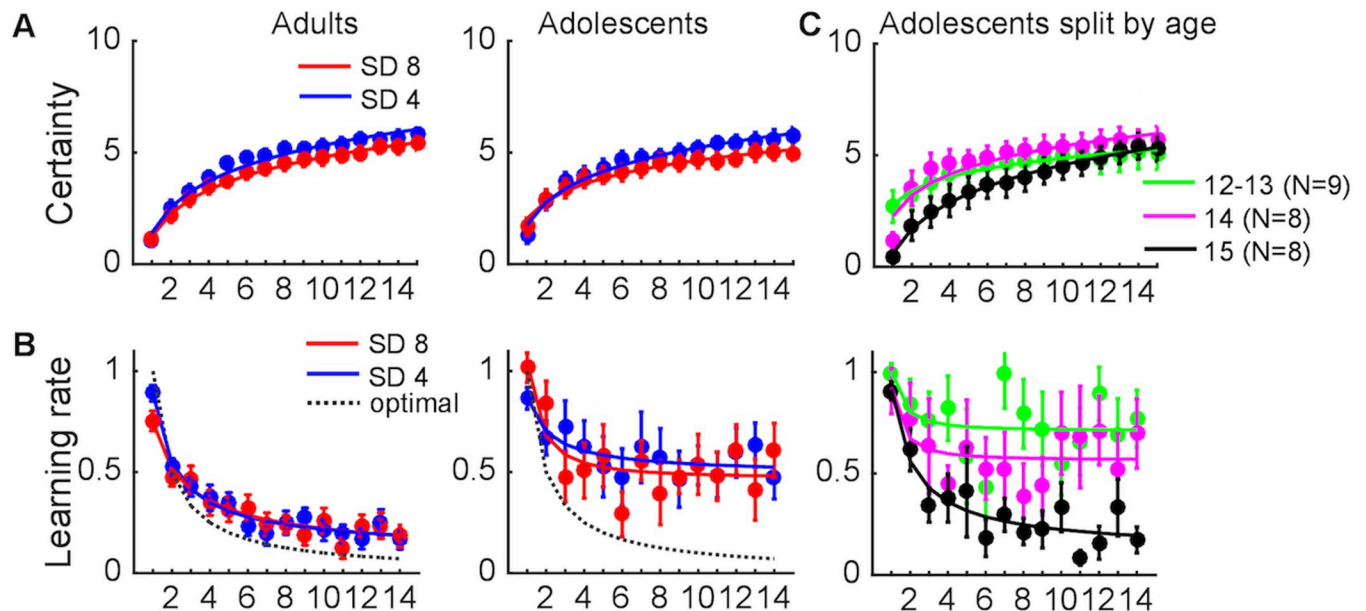 A Adults Adolescents C Adolescents split by age
10 10 10
SD 8
SD 4
Certainty
5 5 5
12-13 (N=9)
14 (N=8)
15 (N=8)
0 0 0
2 4 6 8 10 12 14 2 4 6 8 10 12 14 2 4 6 8 10 12 14
B SD 8
SD 4
optimal
Learning rate
1 1 1
0.5 0.5 0.5
0 0 0
2 4 6 8 10 12 14 2 4 6 8 10 12 14 2 4 6 8 10 12 14